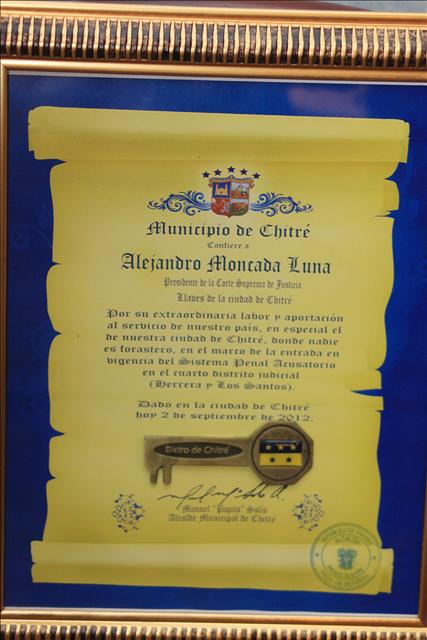 Municipio de Chitré
Confiere a
Alejandro Moncada Luna
Presidente de la Corte Suprema de Justicia
Llaves de la ciudad de Chitré
Por su extraordinaria labor y aportación
al servicio de nuestro país, en especial el
de nuestra ciudad de Chitré, donde nadie
es forastero, en el marco de la entrada en
vigencia del Sistema Penal Acusatorio
en el cuarto distrito judicial
(Herrera y Los Santos).
Dado en la ciudad de Chitré
hoy 2 de septiembre de 2012.
Distro de Chitré
Manuel "Papito" Solís
Alcalde Municipal de Chitré
REPÚBLICA DE PANAMÁ